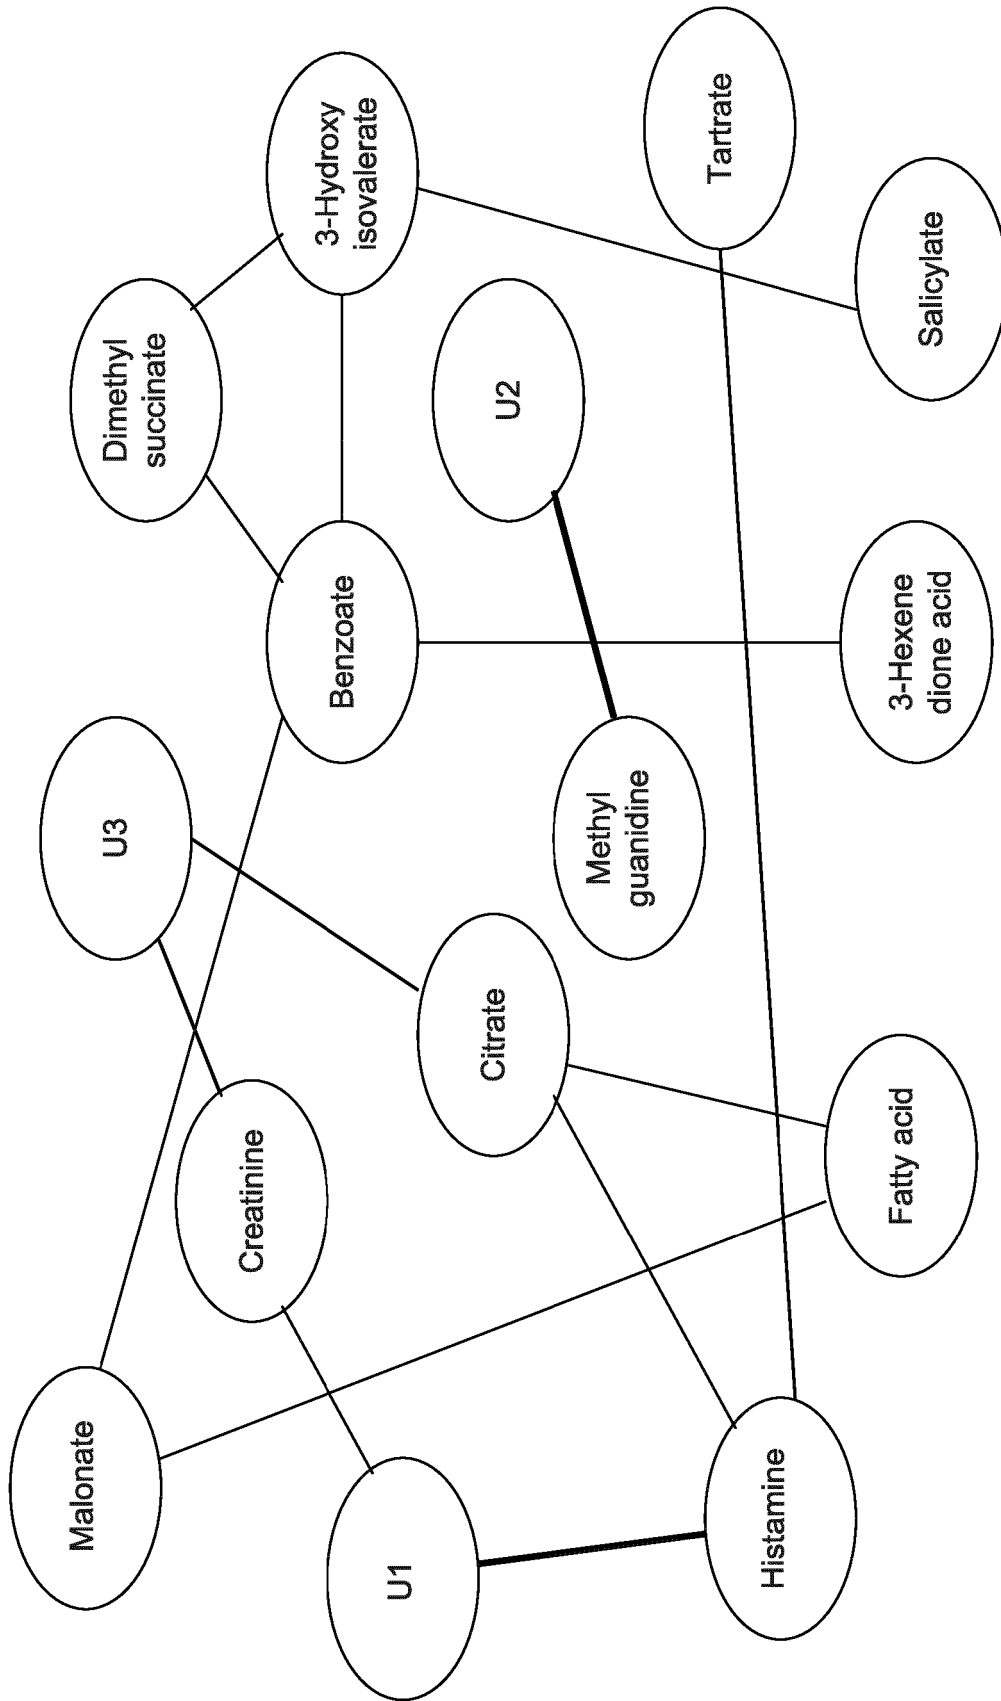 Malonate
U3
Dimethyl
succinate
Creatinine
Benzoate
3-Hydroxy
isovalerate
U1
Citrate
U2
Methyl
guanidine
Histamine
Tartrate
Fatty acid
3-Hexene
dione acid
Salicylate